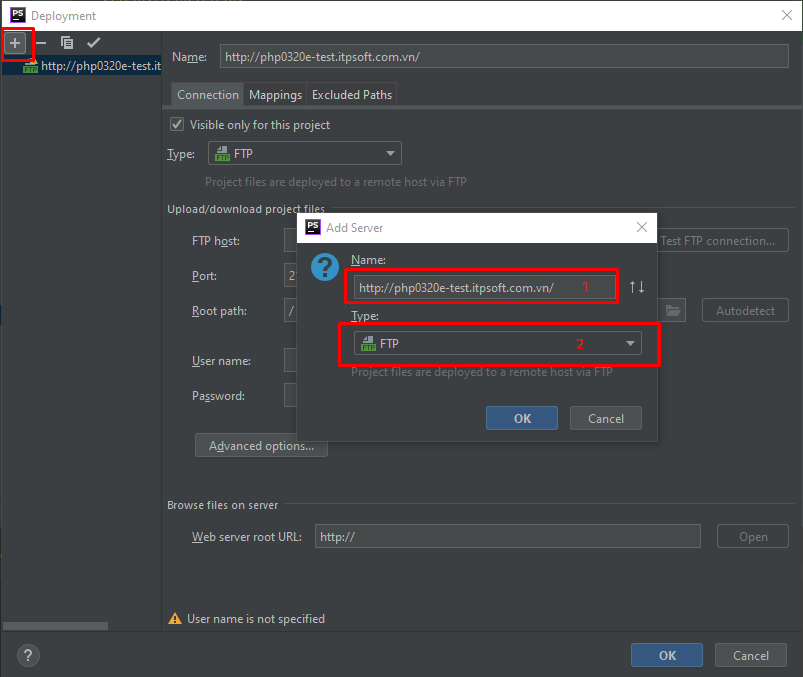 PS Deployment
http://php0320e-test.it
FTP
Name: http://php0320e-test.itpsoft.com.vn/
Connection Mappings Excluded Paths
Visible only for this project
Type: FTP
Project files are deployed to a remote host via FTP
Upload/download project files
FTP host:
Test FTP connection...
Port:
Root path: /
Autodetect
User name:
Password:
Advanced options...
PS Add Server
?
Name:
http://php0320e-test.itpsoft.com.vn/ 1
Type:
FTP 2
Project files are deployed to a remote host via FTP
OK Cancel
Browse files on server
Web server root URL: http:// Open
User name is not specified
? OK Cancel